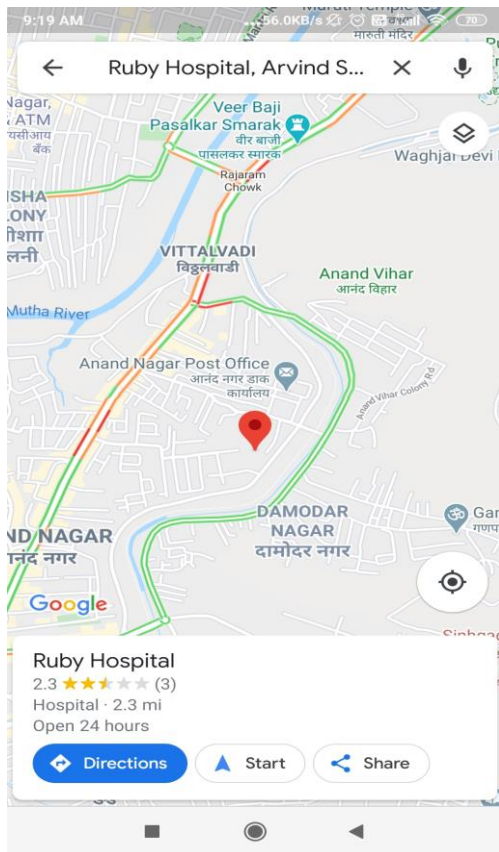 9:19 AM
...56.0KB/s
70
मारुती मंदिर
Ruby Hospital, Arvind S...
Nagar,
ATM
बँक
Veer Baji
Pasalkar Smarak
वीर बाजी
पासलकर स्मारक
Waghjai Devi
Rajaram
Chowk
VITTALVADI
विठ्ठलवाडी
Anand Vihar
आनंद विहार
Mutha River
Anand Nagar Post Office
आनंद नगर डाक
कार्यालय
Anand Vihar Colony Rd
DAMODAR
NAGAR
दामोदर नगर
ND NAGAR
नंद नगर
Gar
गणप
Google
Sinhgad
Ruby Hospital
2.3 (3)
Hospital · 2.3 mi
Open 24 hours
Directions
Start
Share